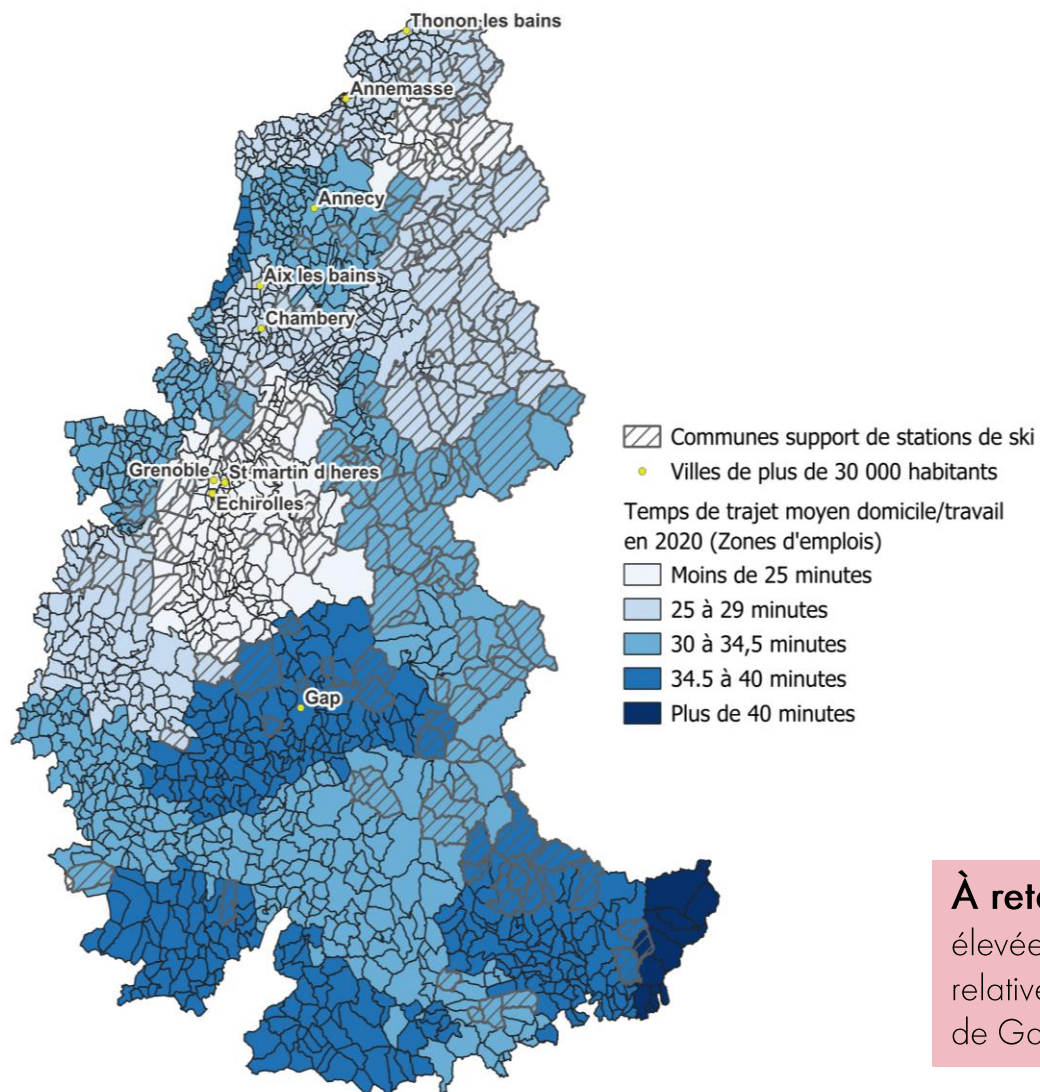 Thonon les bains
Annemasse
Annecy
Aix les bains
Chambery
Grenoble
St martin d heres
Echirolles
Gap
Communes support de stations de ski
Villes de plus de 30 000 habitants
Temps de trajet moyen domicile/travail
en 2020 (Zones d'emplois)
Moins de 25 minutes
25 à 29 minutes
30 à 34,5 minutes
34.5 à 40 minutes
Plus de 40 minutes
À
élevée
relative
de